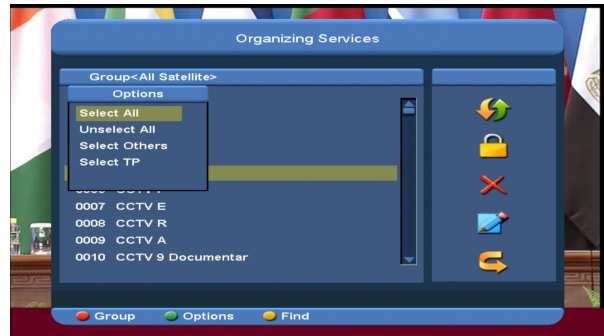 Organizing Services
Group<All Satellite>
Options
Select All
Unselect All
Select Others
Select TP
0007 CCTV E
0008 CCTV R
0009 CCTV A
0010 CCTV 9 Documentar
Group
Options
Find